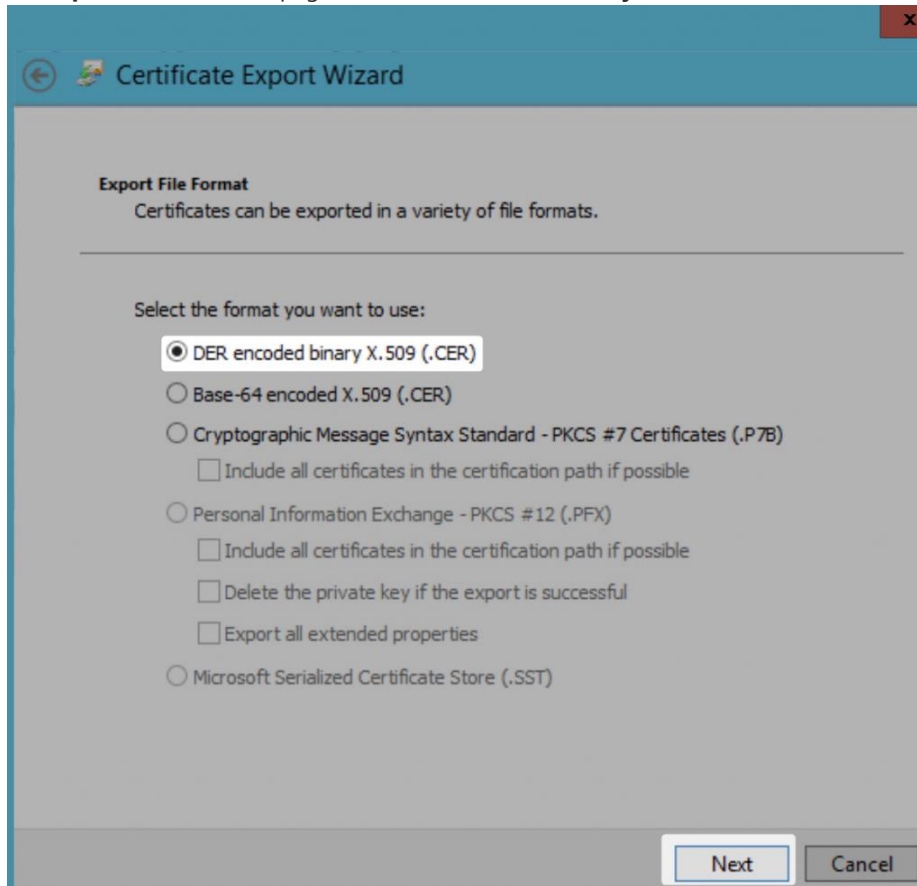 x
Certificate Export Wizard
Export File Format
Certificates can be exported in a variety of file formats.
Select the format you want to use:
DER encoded binary X.509 (.CER)
Base-64 encoded X.509 (.CER)
Cryptographic Message Syntax Standard - PKCS #7 Certificates (.P7B)
Include all certificates in the certification path if possible
Personal Information Exchange - PKCS #12 (.PFX)
Include all certificates in the certification path if possible
Delete the private key if the export is successful
Export all extended properties
Microsoft Serialized Certificate Store (.SST)
Next Cancel